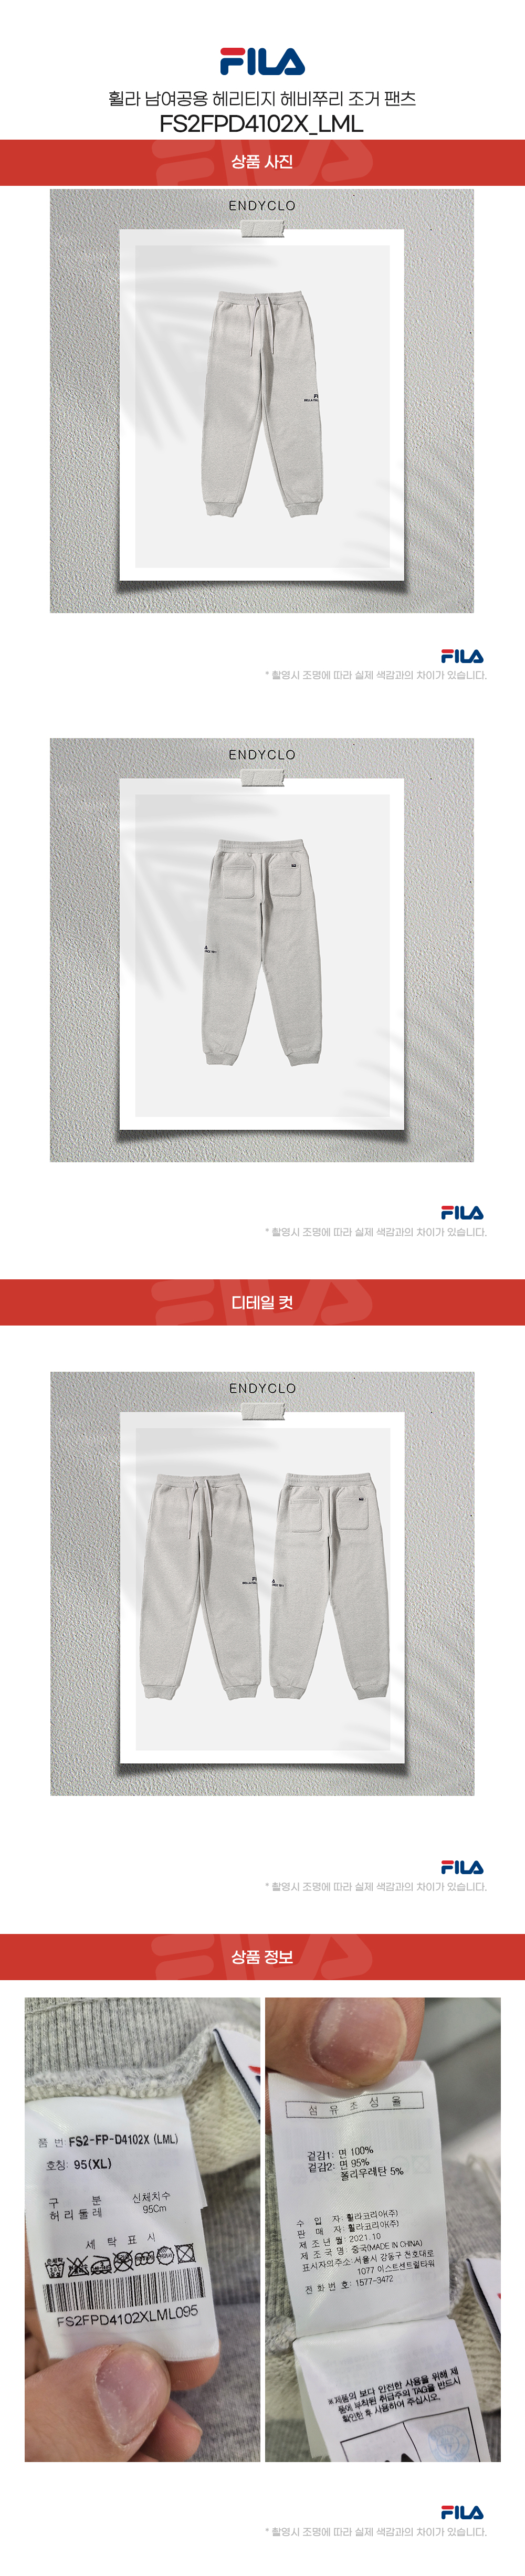 FILA
휠라 남여공용 헤리티지 헤비쭈리 조거 팬츠
FS2FPD4102X_LML
상품 사진
ENDYCLO
FILA
* 촬영시 조명에 따라 실제 색감과의 차이가 있습니다.
ENDYCLO
FILA
* 촬영시 조명에 따라 실제 색감과의 차이가 있습니다.
디테일 컷
ENDYCLO
FILA
* 촬영시 조명에 따라 실제 색감과의 차이가 있습니다.
상품 정보
품 번: FS2-FP-D4102X (LML)
호칭: 95(XL)
구 분 신체치수
허리둘레 95Cm
세 탁 표 시
FS2FPD4102XLML095
섬 유 조 성 율
겉감1: 면 100%
겉감2: 면 95%
폴리우레탄 5%
수 입 자: 휠라코리아(주)
판 매 자: 휠라코리아(주)
제 조 년 월: 2021.10
제 조 국 명: 중국(MADE IN CHINA)
표시자의주소: 서울시 강동구 천호대로
1077 이스트센트럴타워
전 화 번 호: 1577-3472
※제품의 보다 안전한 사용을 위해 제
품에 부착된 취급주의 TAG을 반드시
확인한 후 사용하여 주십시오.
FILA
* 촬영시 조명에 따라 실제 색감과의 차이가 있습니다.